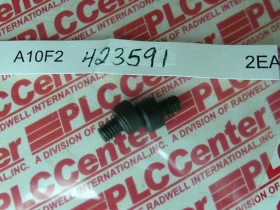 A10F2 423591 2EA
PLCCenter
A DIVISION OF RADWELL INTERNATIONAL, INC.